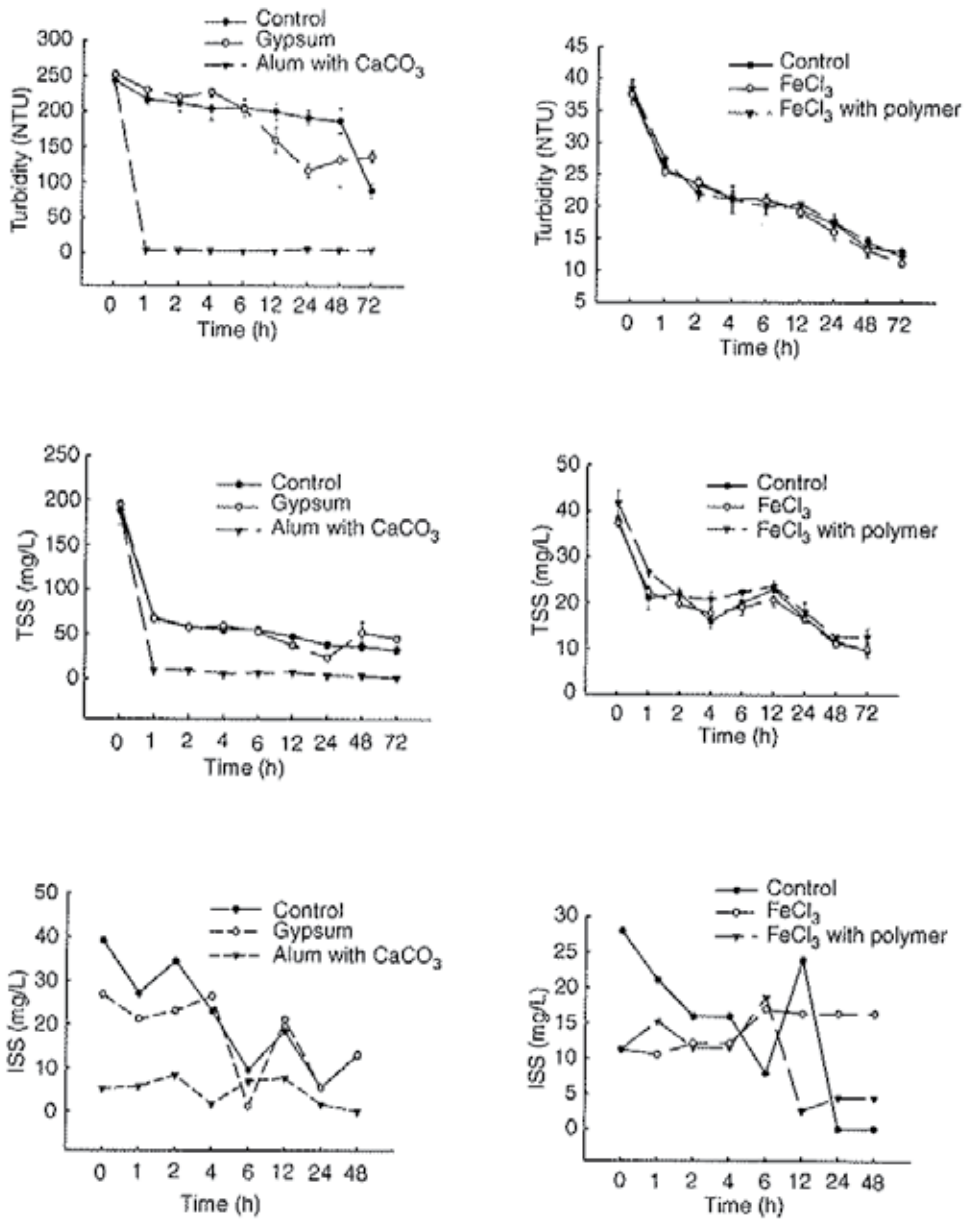 Control
Gypsum
Alum with CaCO₃
300
250
200
150
100
50
0
Turbidity (NTU)
0 1 2 4 6 12 24 48 72
Time (h)
Control
FeCl₃
FeCl₃ with polymer
45
40
35
30
25
20
15
10
5
Turbidity (NTU)
0 1 2 4 6 12 24 48 72
Time (h)
Control
Gypsum
Alum with CaCO₃
250
200
150
100
50
0
TSS (mg/L)
0 1 2 4 6 12 24 48 72
Time (h)
Control
FeCl₃
FeCl₃ with polymer
50
40
30
20
10
0
TSS (mg/L)
0 1 2 4 6 12 24 48 72
Time (h)
Control
Gypsum
Alum with CaCO₃
50
40
30
20
10
0
ISS (mg/L)
0 1 2 4 6 12 24 48
Time (h)
Control
FeCl₃
FeCl₃ with polymer
30
25
20
15
10
5
0
ISS (mg/L)
0 1 2 4 6 12 24 48
Time (h)